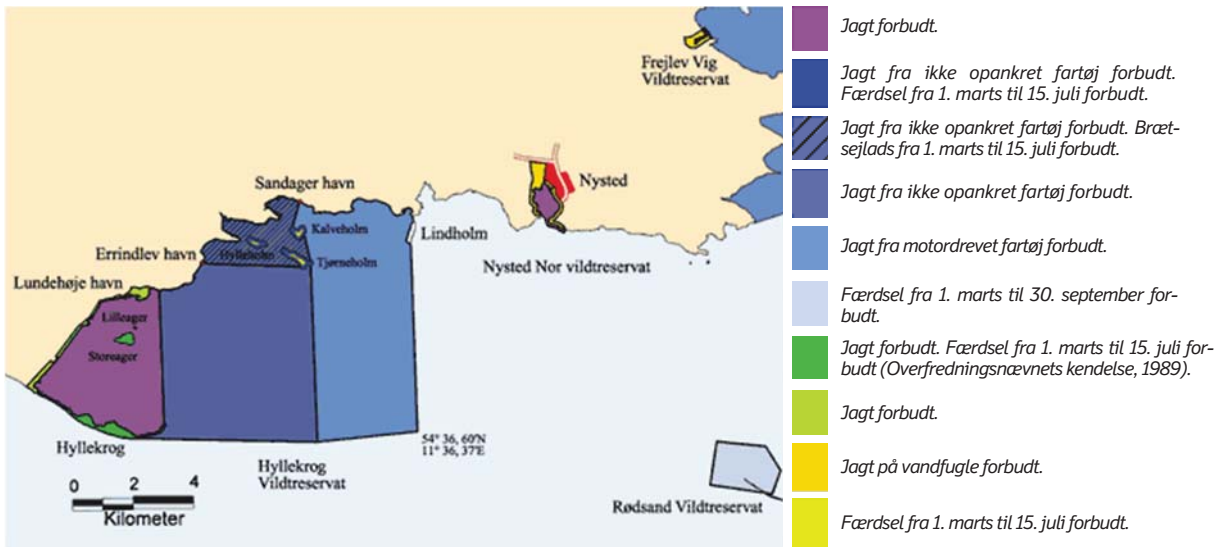 Frejlev Vig
Vildtreservat
Nysted
Sandager havn
Kalveholm
Lindholm
Errindlev havn
Hylleholm
Tjørneholm
Nysted Nor vildtreservat
Lundehøje havn
Lilleager
Storeager
54° 36, 60'N
11° 36, 37'E
Hyllekrog
Hyllekrog
Vildtreservat
0 2 4
Kilometer
Rødsand Vildtreservat
Jagt forbudt.
Jagt fra ikke opankret fartøj forbudt.
Færdsel fra 1. marts til 15. juli forbudt.
Jagt fra ikke opankret fartøj forbudt. Bræt-
sejlads fra 1. marts til 15. juli forbudt.
Jagt fra ikke opankret fartøj forbudt.
Jagt fra motordrevet fartøj forbudt.
Færdsel fra 1. marts til 30. september for-
budt.
Jagt forbudt. Færdsel fra 1. marts til 15. juli for-
budt (Overfredningsnævnets kendelse, 1989).
Jagt forbudt.
Jagt på vandfugle forbudt.
Færdsel fra 1. marts til 15. juli forbudt.